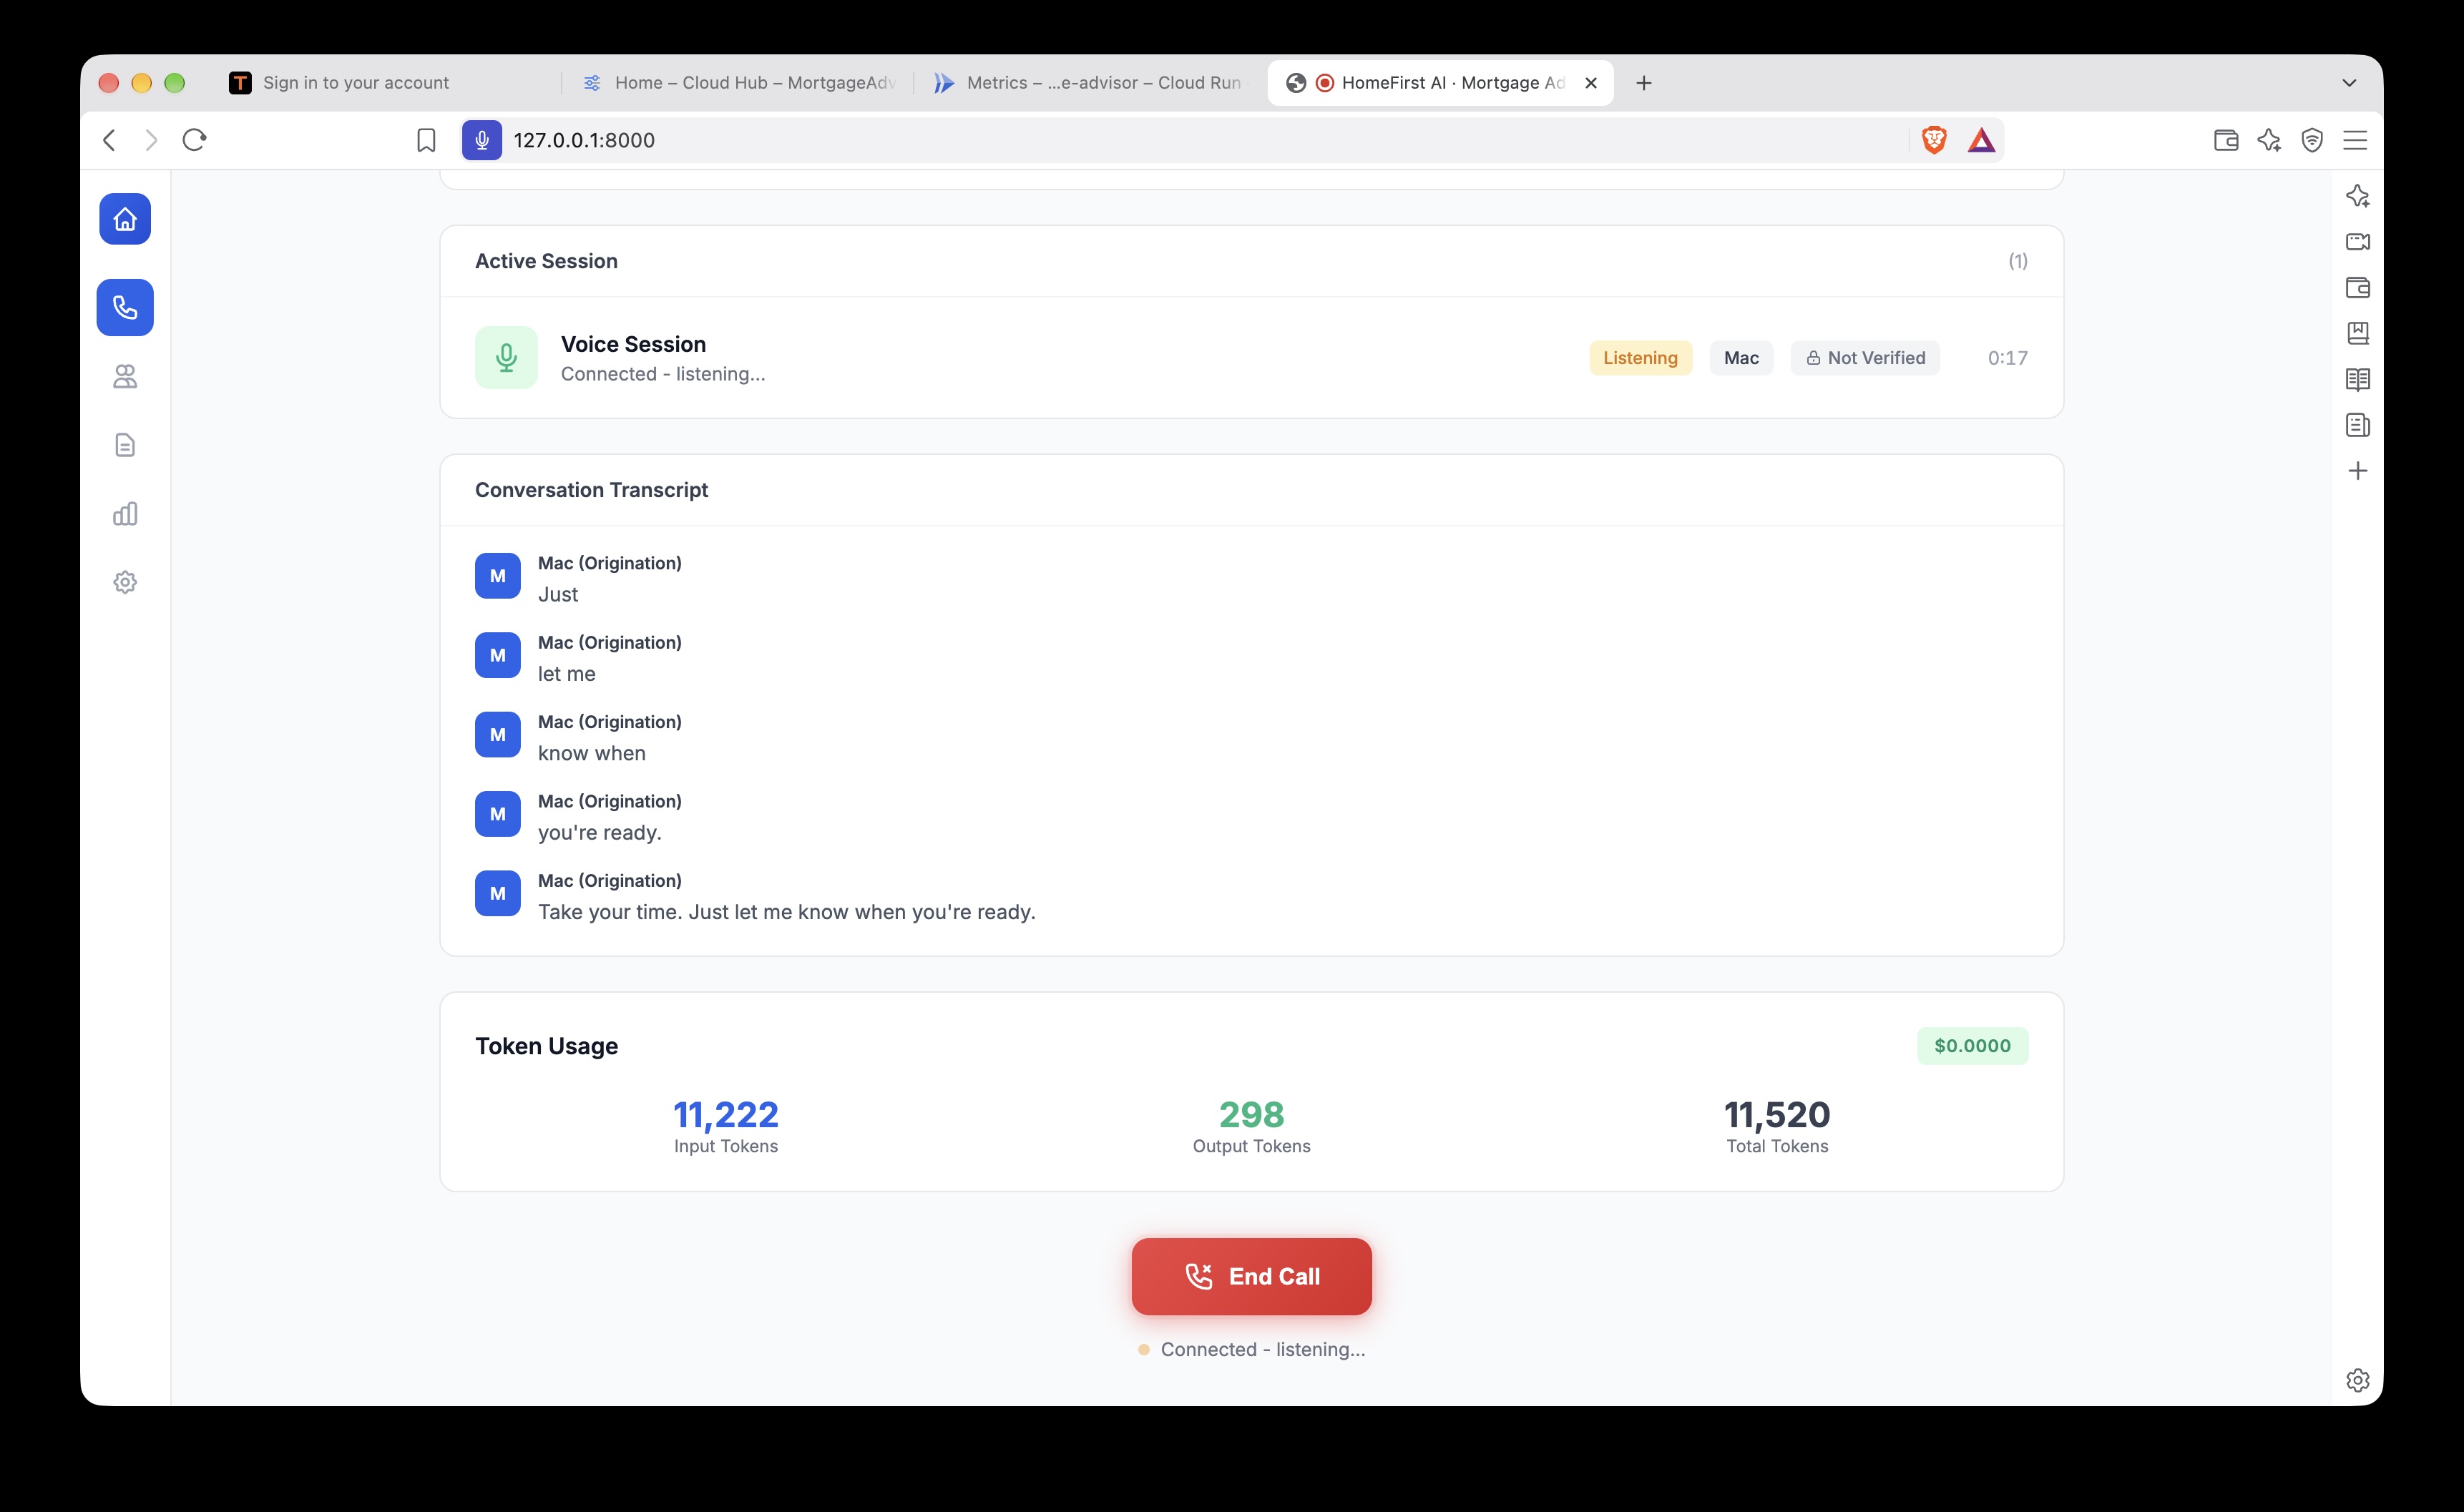 T Sign in to your account
Home – Cloud Hub – MortgageAdv
Metrics – ...e-advisor – Cloud Run
HomeFirst AI · Mortgage Ad
127.0.0.1:8000
Active Session
(1)
Voice Session
Connected - listening...
Listening
Mac
Not Verified
0:17
Conversation Transcript
M
Mac (Origination)
Just
M
Mac (Origination)
let me
M
Mac (Origination)
know when
M
Mac (Origination)
you're ready.
M
Mac (Origination)
Take your time. Just let me know when you're ready.
Token Usage
$0.0000
11,222
Input Tokens
298
Output Tokens
11,520
Total Tokens
End Call
Connected - listening...